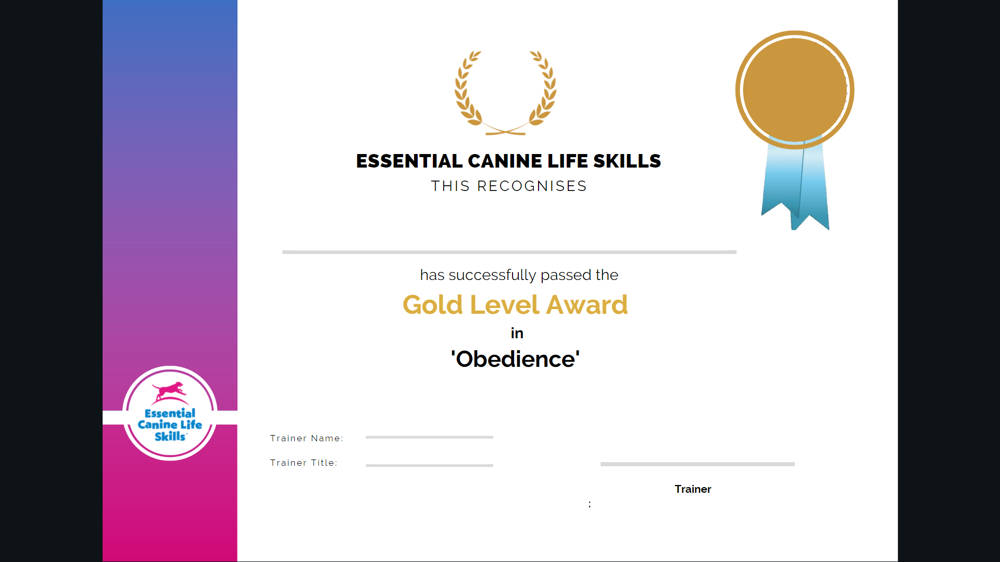 ESSENTIAL CANINE LIFE SKILLS
THIS RECOGNISES
has successfully passed the
Gold Level Award
in
'Obedience'
Essential
Canine Life
Skills™
Trainer Name:
Trainer Title:
Trainer
: